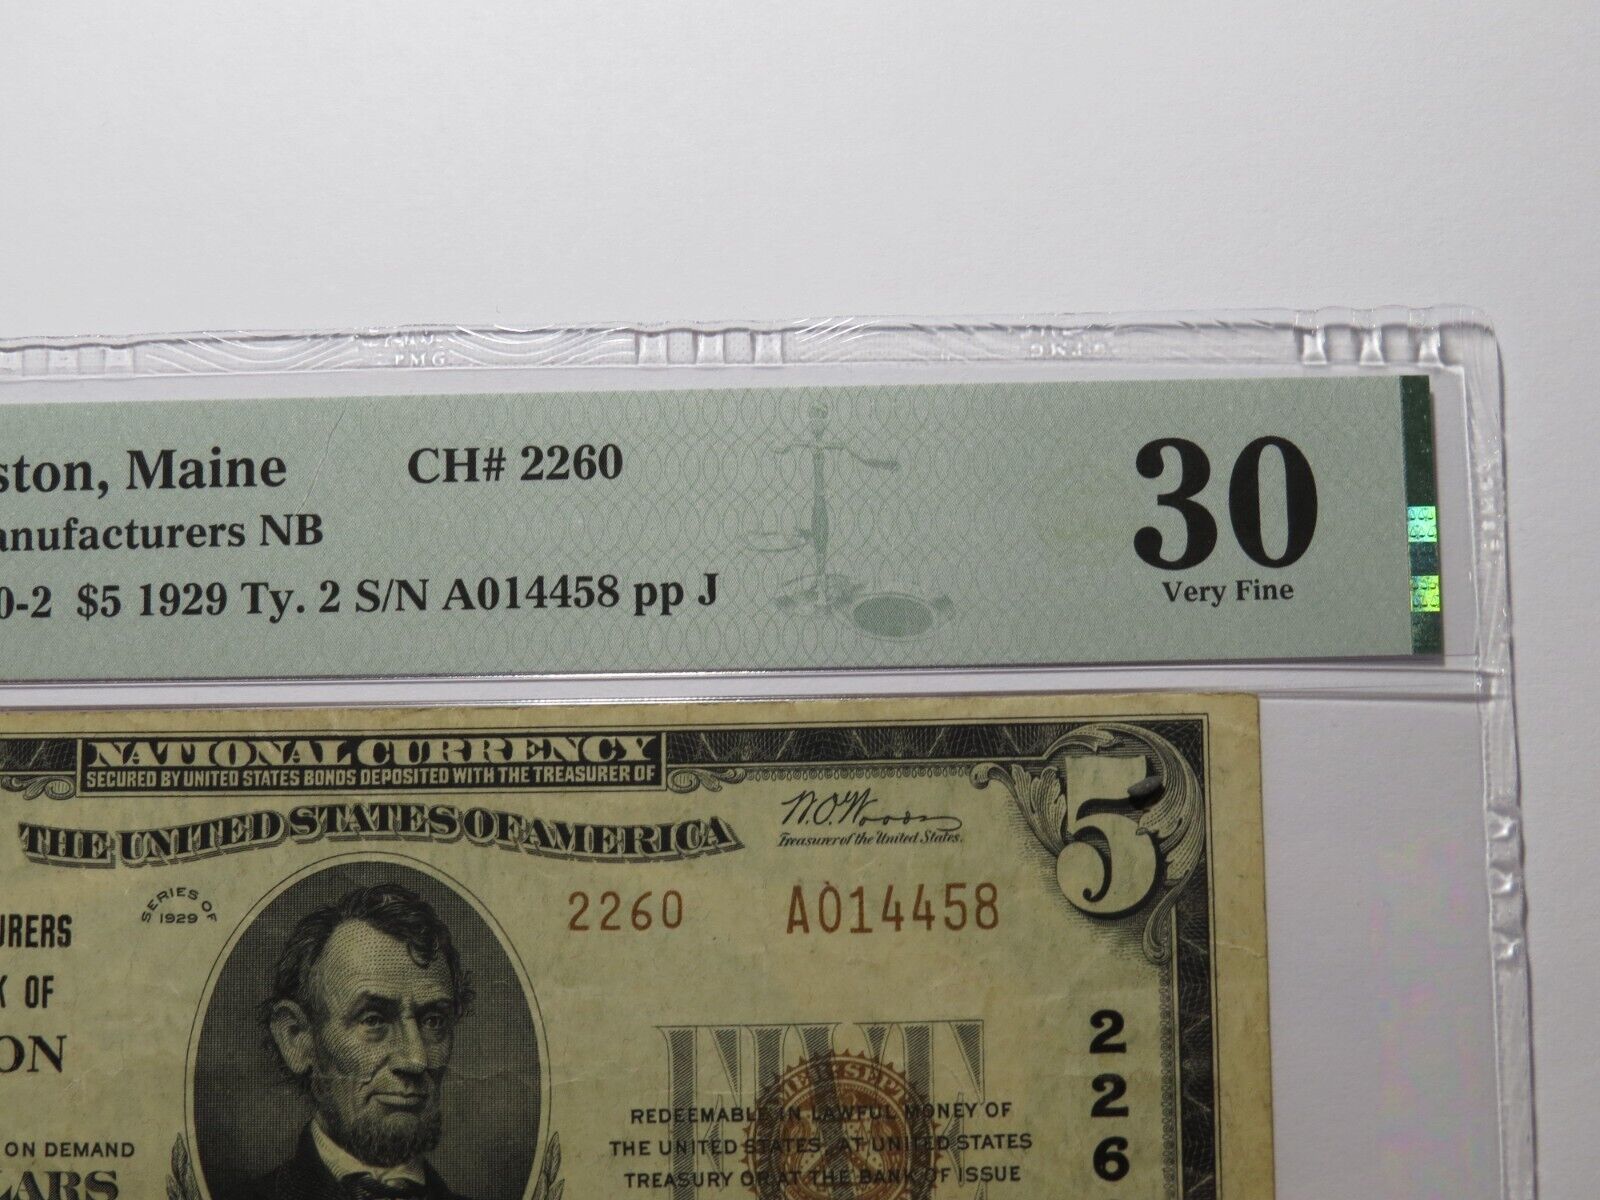 PMG
ston, Maine CH# 2260
anufacturers NB
0-2 $5 1929 Ty. 2 S/N A014458 pp J
30
Very Fine
NATIONAL CURRENCY
SECURED BY UNITED STATES BONDS DEPOSITED WITH THE TREASURER OF
THE UNITED STATES OF AMERICA
W.O. Woods
Treasurer of the United States.
5
SERIES OF
1929
2260 A014458
URERS
K OF
ON
FIVE
REDEEMABLE IN LAWFUL MONEY OF
THE UNITED STATES AT UNITED STATES
TREASURY OR AT THE BANK OF ISSUE
ON DEMAND
LARS
2
2
6